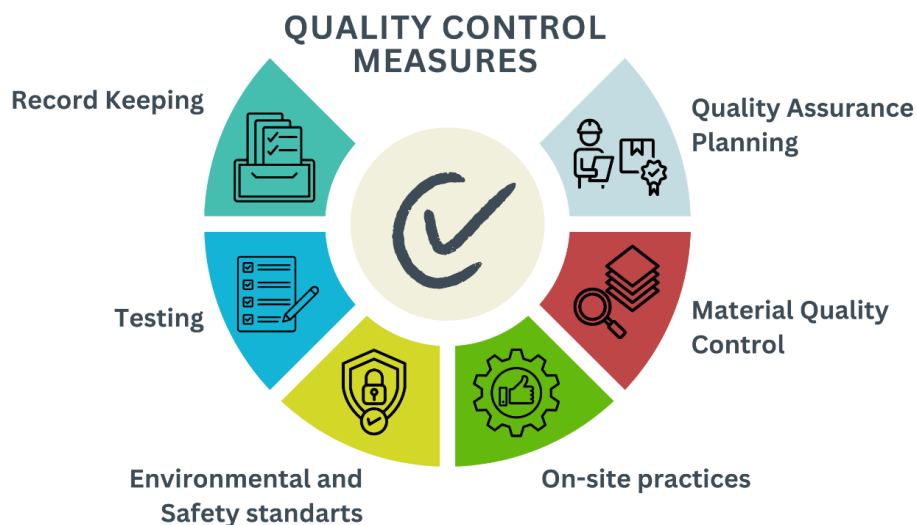 QUALITY CONTROL
MEASURES
Record Keeping
Quality Assurance
Planning
Testing
Material Quality
Control
Environmental and
Safety standarts
On-site practices